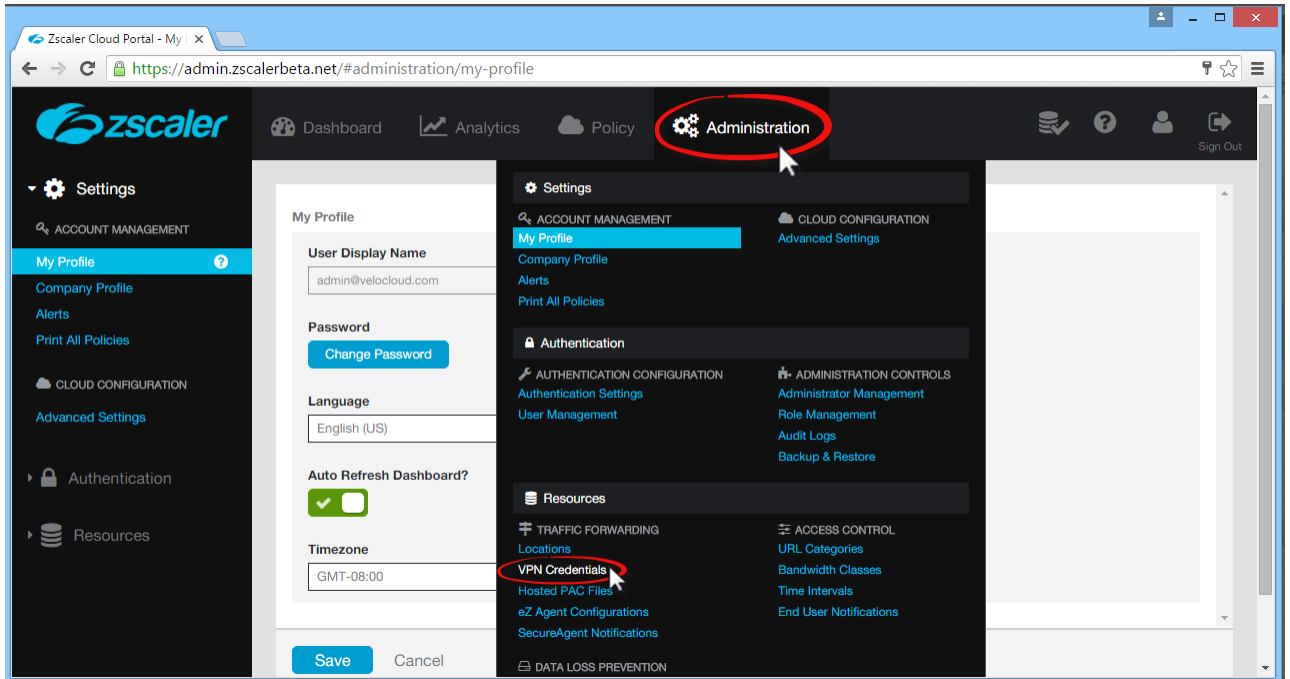 Zscaler Cloud Portal - My
https://admin.zscalerbeta.net/#administration/my-profile
zscaler
Dashboard
Analytics
Policy
Administration
Sign Out
Settings
ACCOUNT MANAGEMENT
My Profile
Company Profile
Alerts
Print All Policies
CLOUD CONFIGURATION
Advanced Settings
Authentication
Resources
My Profile
User Display Name
admin@velocloud.com
Password
Change Password
Language
English (US)
Auto Refresh Dashboard?
Timezone
GMT-08:00
Save
Cancel
Settings
ACCOUNT MANAGEMENT
My Profile
Company Profile
Alerts
Print All Policies
CLOUD CONFIGURATION
Advanced Settings
Authentication
AUTHENTICATION CONFIGURATION
Authentication Settings
User Management
ADMINISTRATION CONTROLS
Administrator Management
Role Management
Audit Logs
Backup & Restore
Resources
TRAFFIC FORWARDING
Locations
VPN Credentials
Hosted PAC Files
eZ Agent Configurations
SecureAgent Notifications
DATA LOSS PREVENTION
ACCESS CONTROL
URL Categories
Bandwidth Classes
Time Intervals
End User Notifications